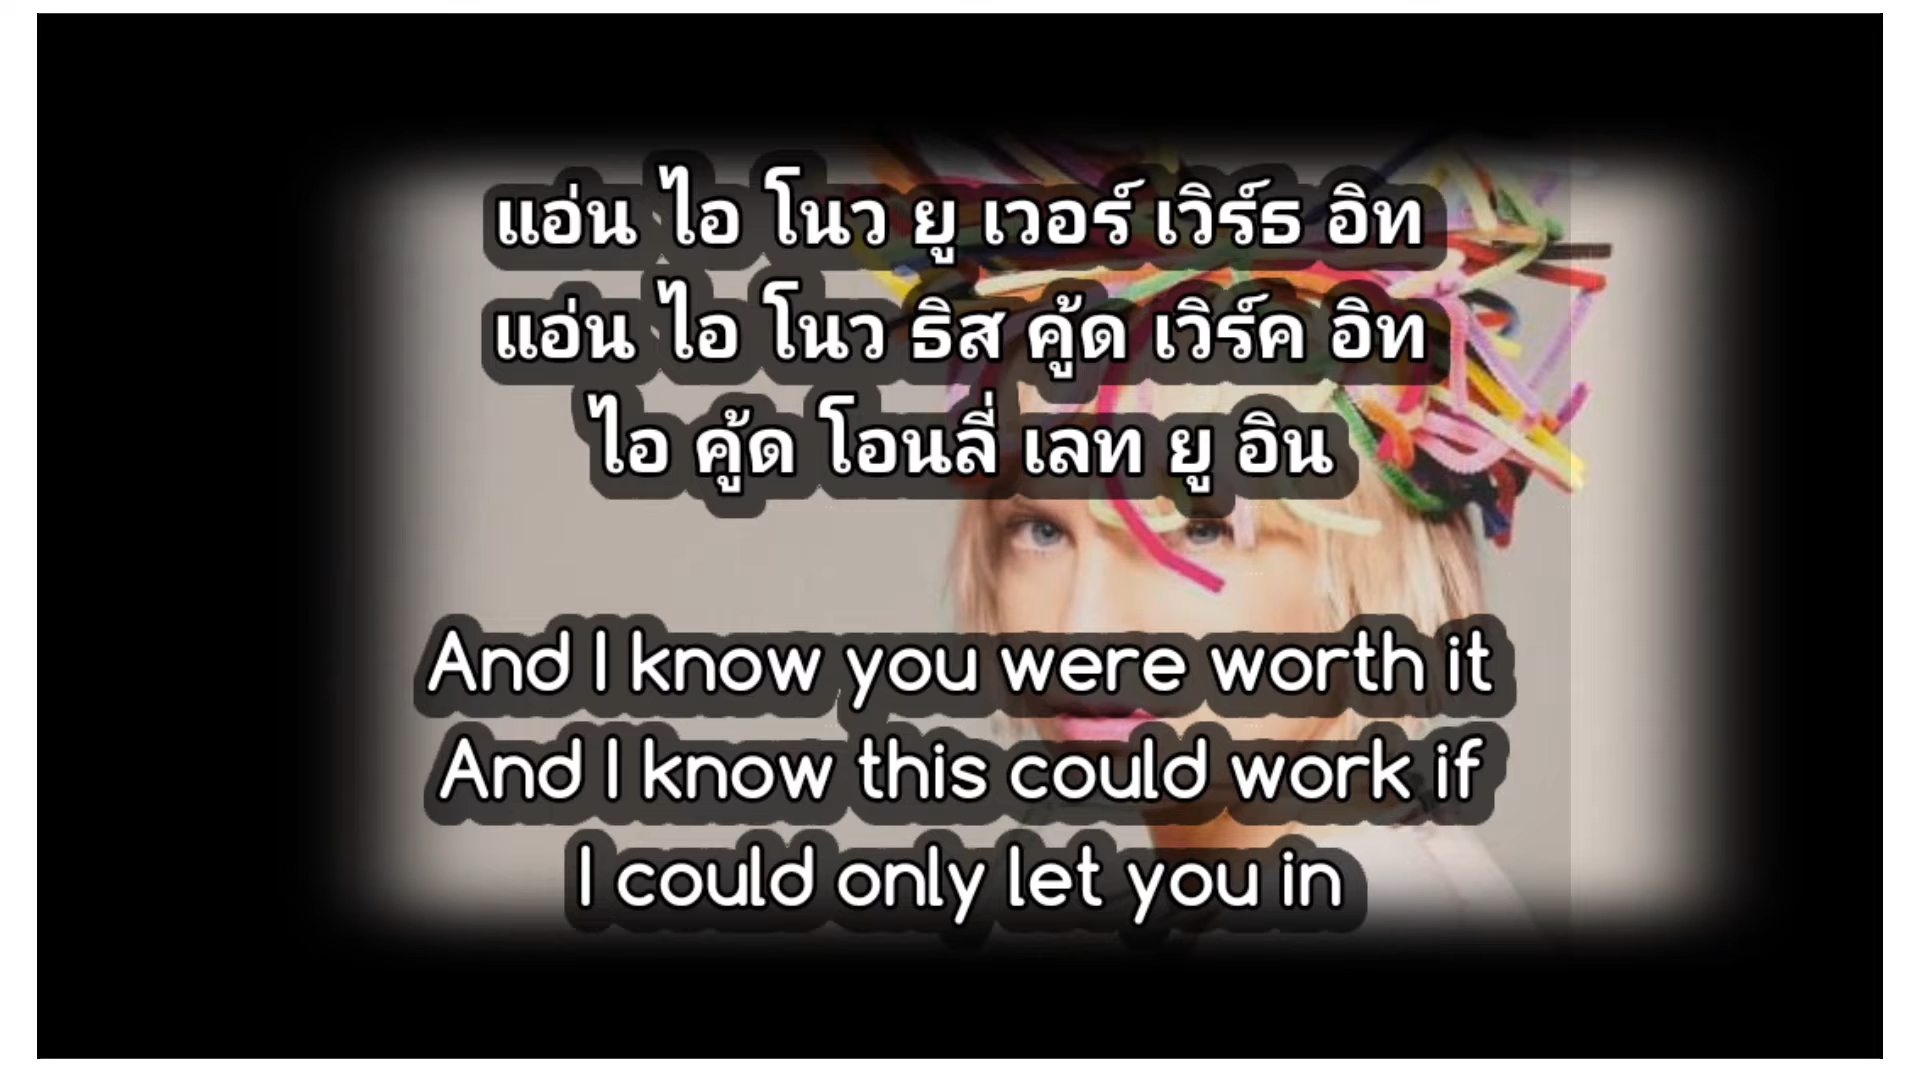 แอ่น ไอ โนว ยู เวอร์ เวิร์ธ อิท
แอ่น ไอ โนว ธิส คู้ด เวิร์ค อิท
ไอ คู้ด โอนลี่ เลท ยู อิน
And I know you were worth it
And I know this could work if
I could only let you in